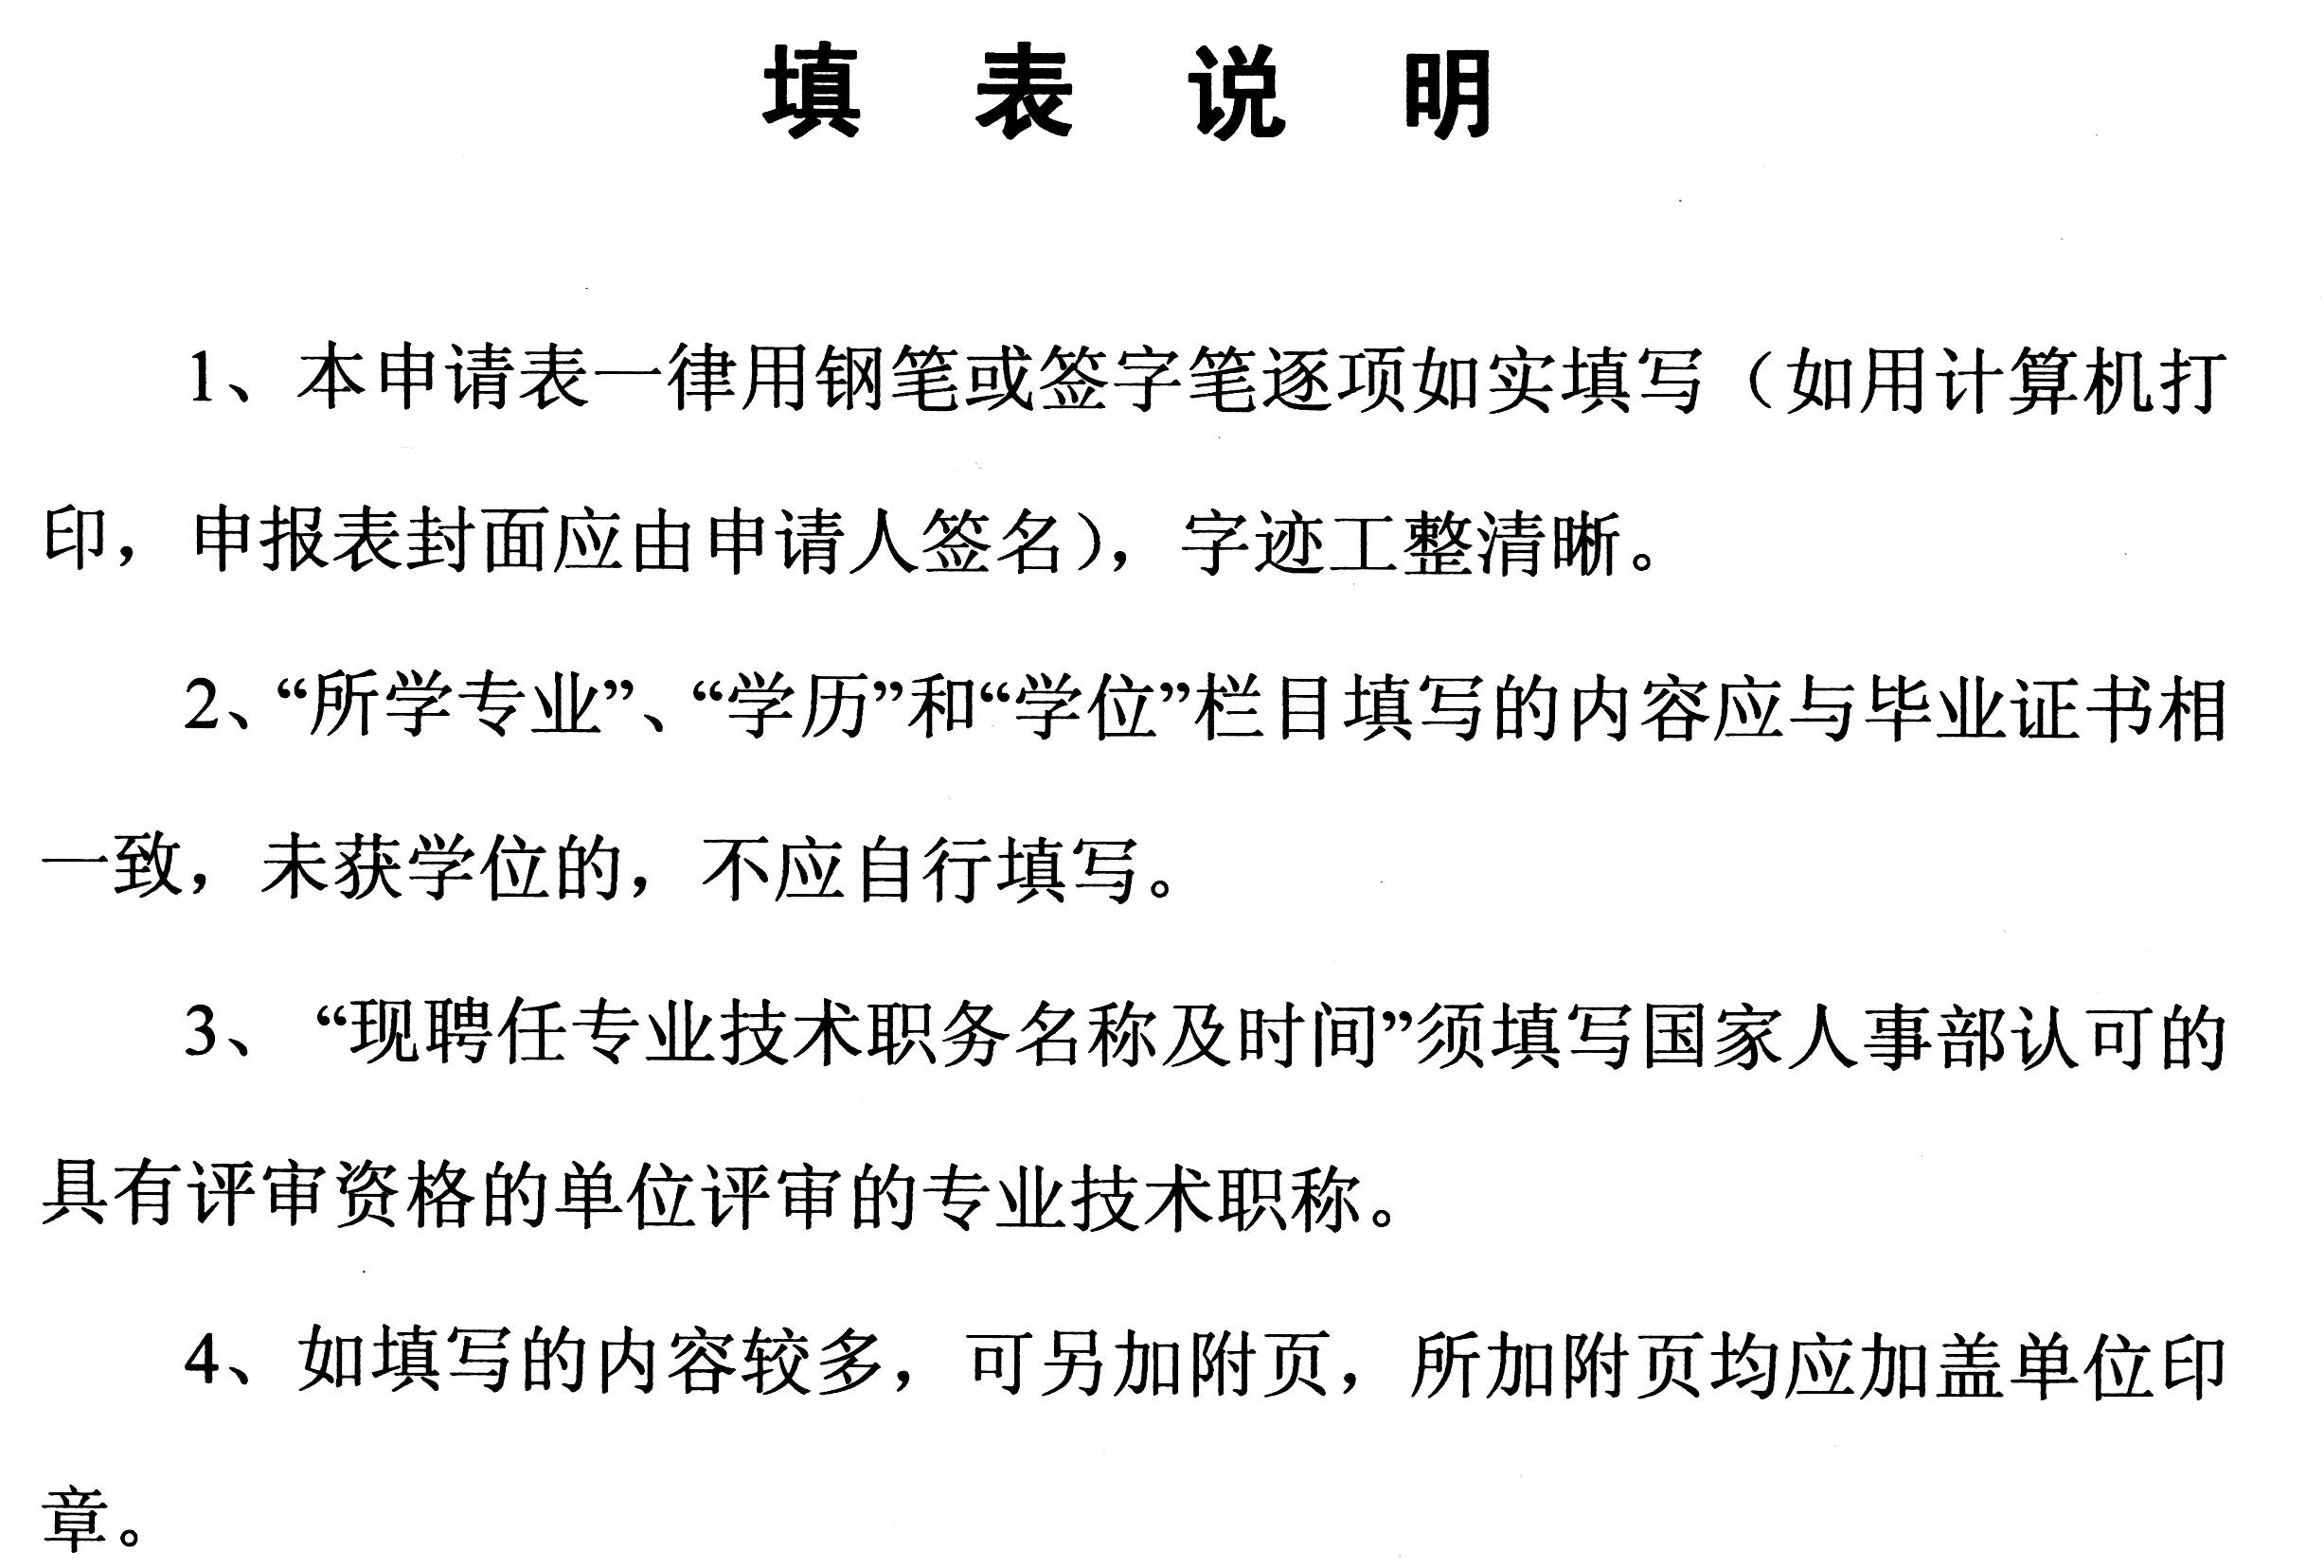 填 表 说 明
1、本申请表一律用钢笔或签字笔逐项如实填写（如用计算机打
印，申报表封面应由申请人签名），字迹工整清晰。
2、“所学专业”、“学历”和“学位”栏目填写的内容应与毕业证书相
一致，未获学位的，不应自行填写。
3、“现聘任专业技术职务名称及时间”须填写国家人事部认可的
具有评审资格的单位评审的专业技术职称。
4、如填写的内容较多，可另加附页，所加附页均应加盖单位印
章。